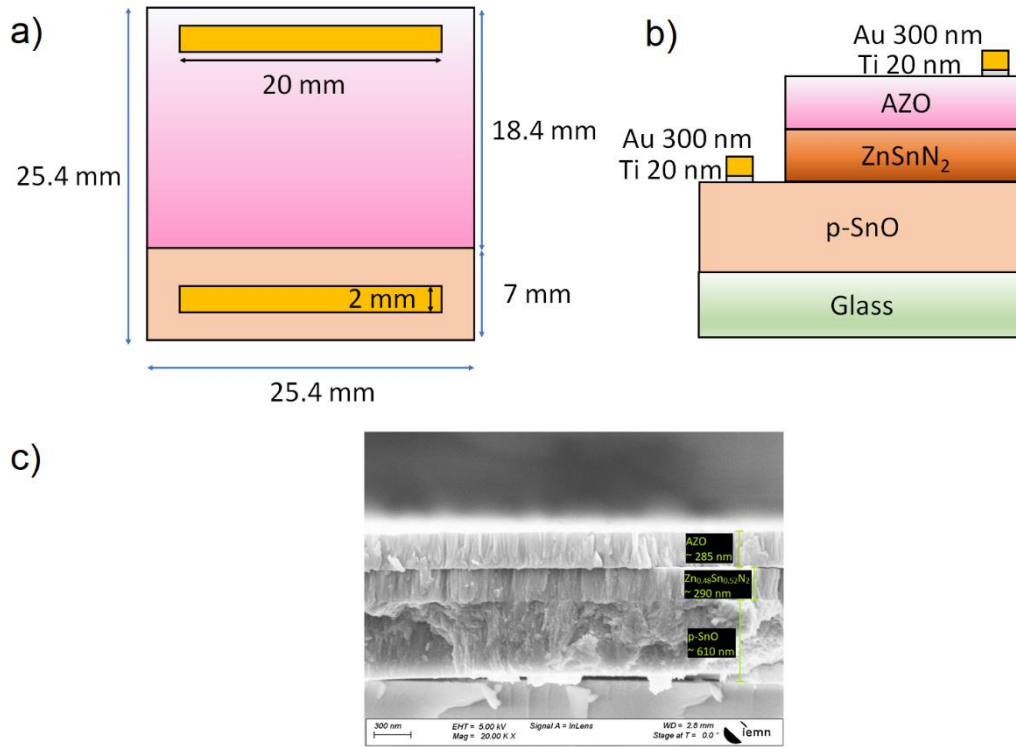 a)
20 mm
25.4 mm
18.4 mm
2 mm
7 mm
25.4 mm
b)
Au 300 nm
Ti 20 nm
AZO
Au 300 nm
Ti 20 nm
ZnSnN₂
p-SnO
Glass
c)
AZO
~ 285 nm
Zn₀.₄₈Sn₀.₅₂N₂
~ 290 nm
p-SnO
~ 610 nm
300 nm
EHT = 5.00 kV
Signal A = InLens
WD = 2.8 mm
Mag = 20.00 K X
Stage at T = 0.0 °
iemn